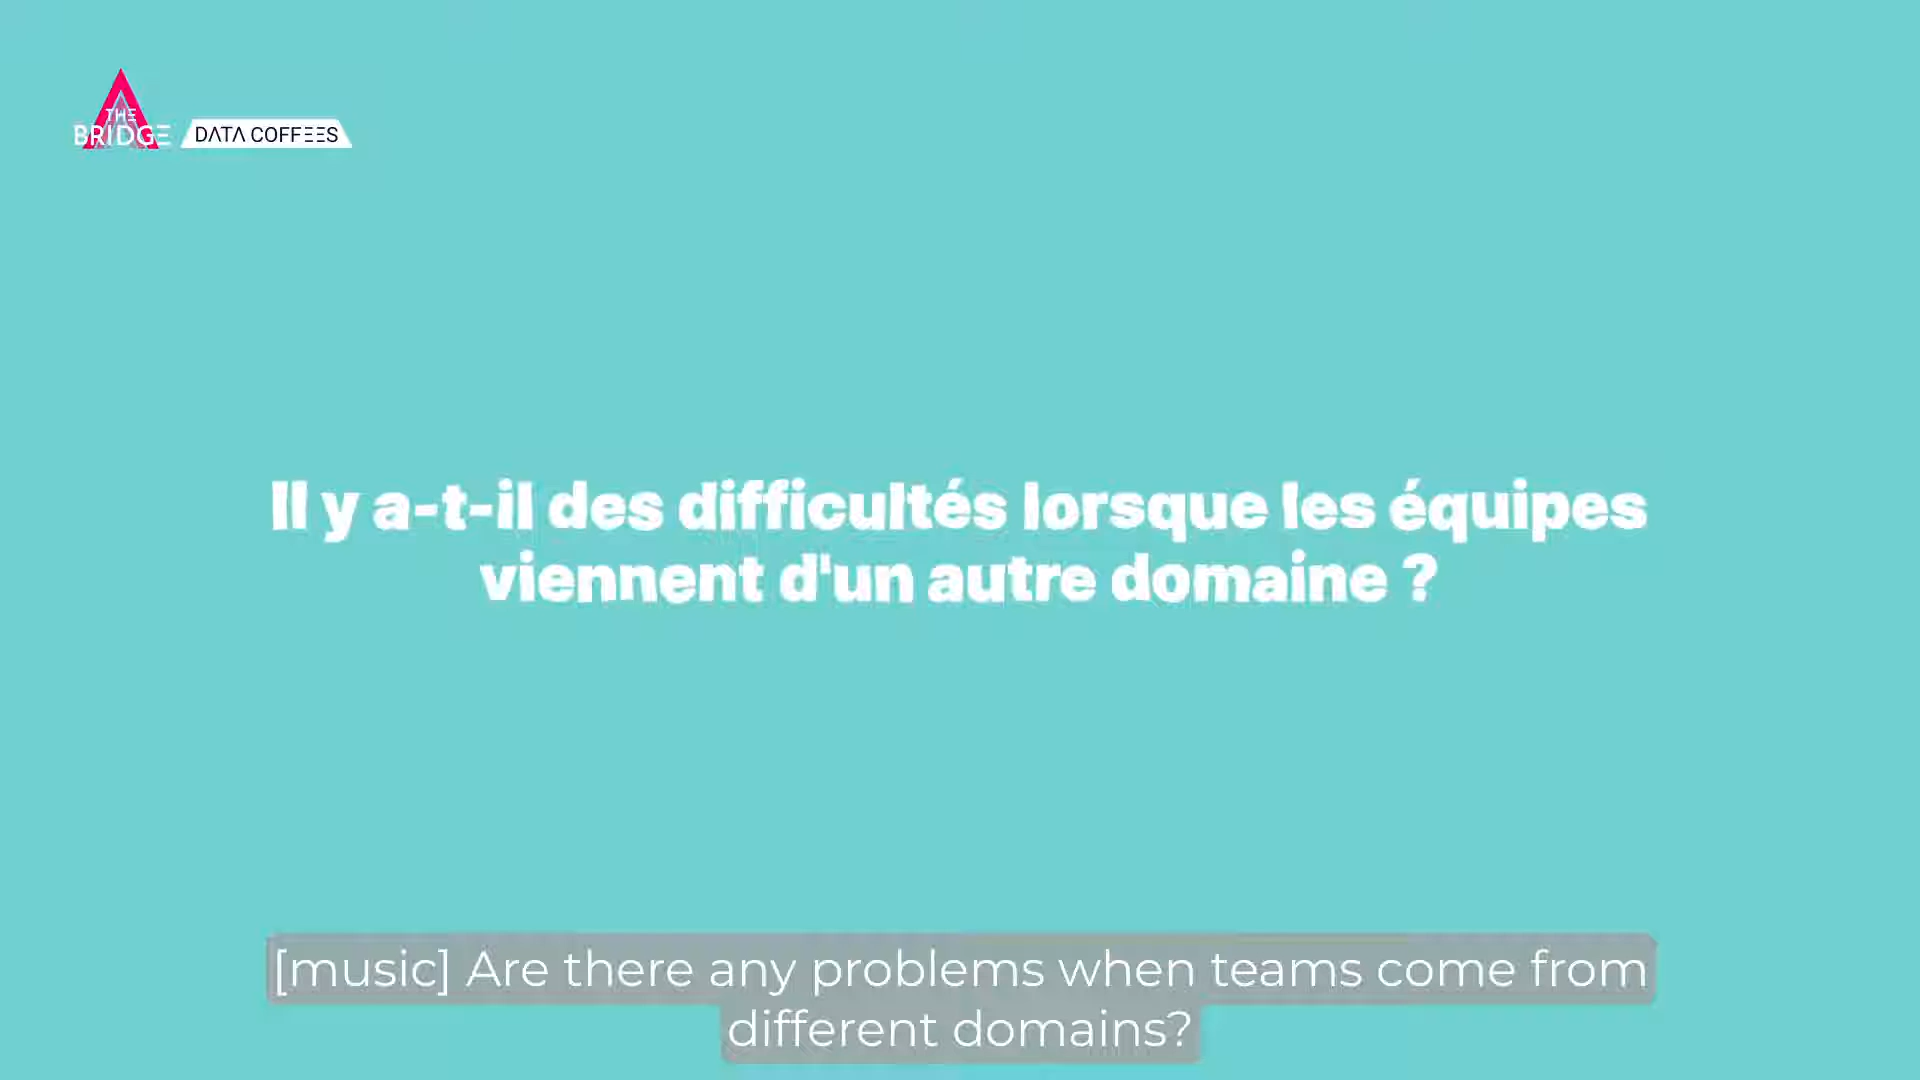 THE
BRIDGE
DATA COFFEES
Il y a-t-il des difficultés lorsque les équipes
viennent d'un autre domaine ?
[music] Are there any problems when teams come from
different domains?